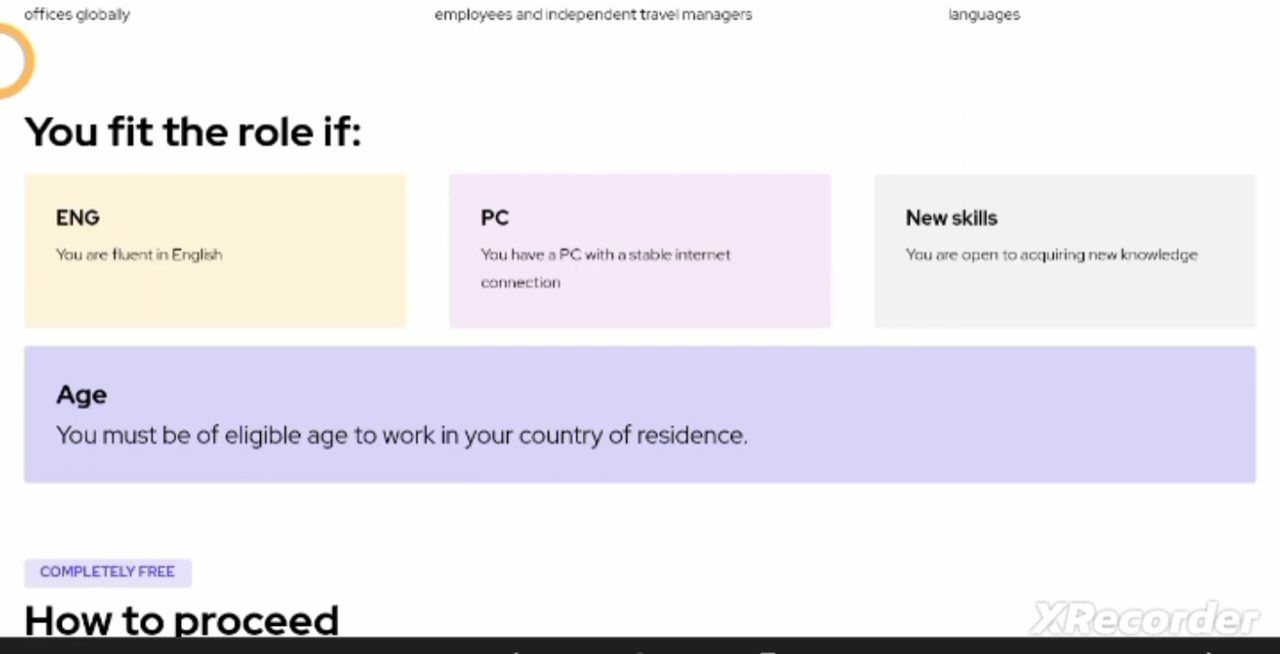 offices globally
employees and independent travel managers
languages
You fit the role if:
ENG
You are fluent in English
PC
You have a PC with a stable internet
connection
New skills
You are open to acquiring new knowledge
Age
You must be of eligible age to work in your country of residence.
COMPLETELY FREE
How to proceed
XRecorder